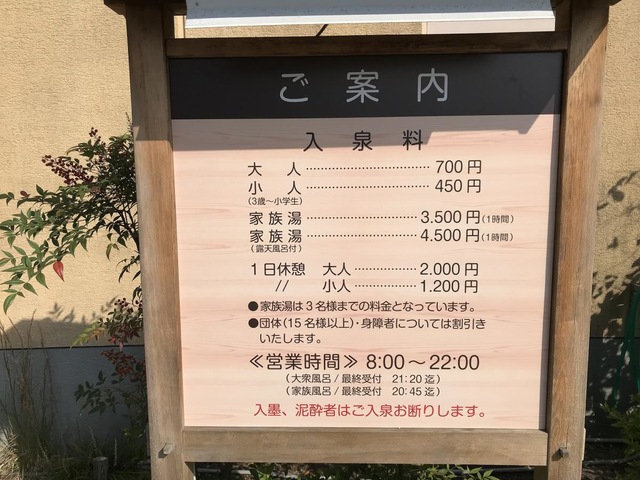 ご案内
入泉料
大人……………………………700円
小人……………………………450円
(3歳～小学生)
家族湯…………………………3.500円(1時間)
家族湯…………………………4.500円(1時間)
(露天風呂付)
1日休憩 大人……………2.000円
〃 小人……………1.200円
●家族湯は3名様までの料金となっています。
●団体(15名様以上)・身障者については割引き
いたします。
≪営業時間≫ 8:00～22:00
(大衆風呂/最終受付 21:20迄)
(家族風呂/最終受付 20:45迄)
入墨、泥酔者はご入泉お断りします。